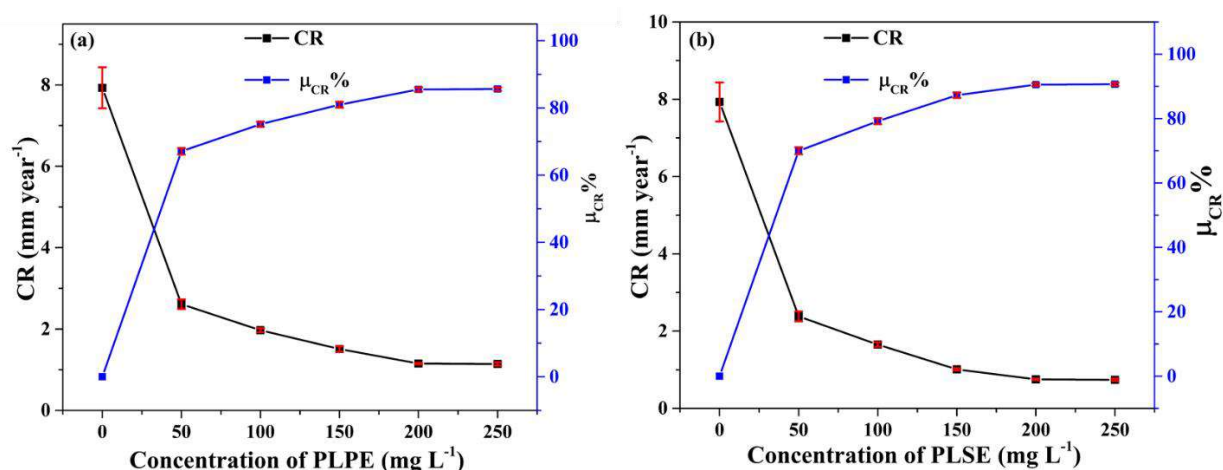 (a)
CR
μCR%
CR (mm year-1)
8
6
4
2
0
100
80
60
40
20
0
μCR%
0 50 100 150 200 250
Concentration of PLPE (mg L-1)
(b)
CR
μCR%
CR (mm year-1)
10
8
6
4
2
0
100
80
60
40
20
0
μCR%
0 50 100 150 200 250
Concentration of PLSE (mg L-1)